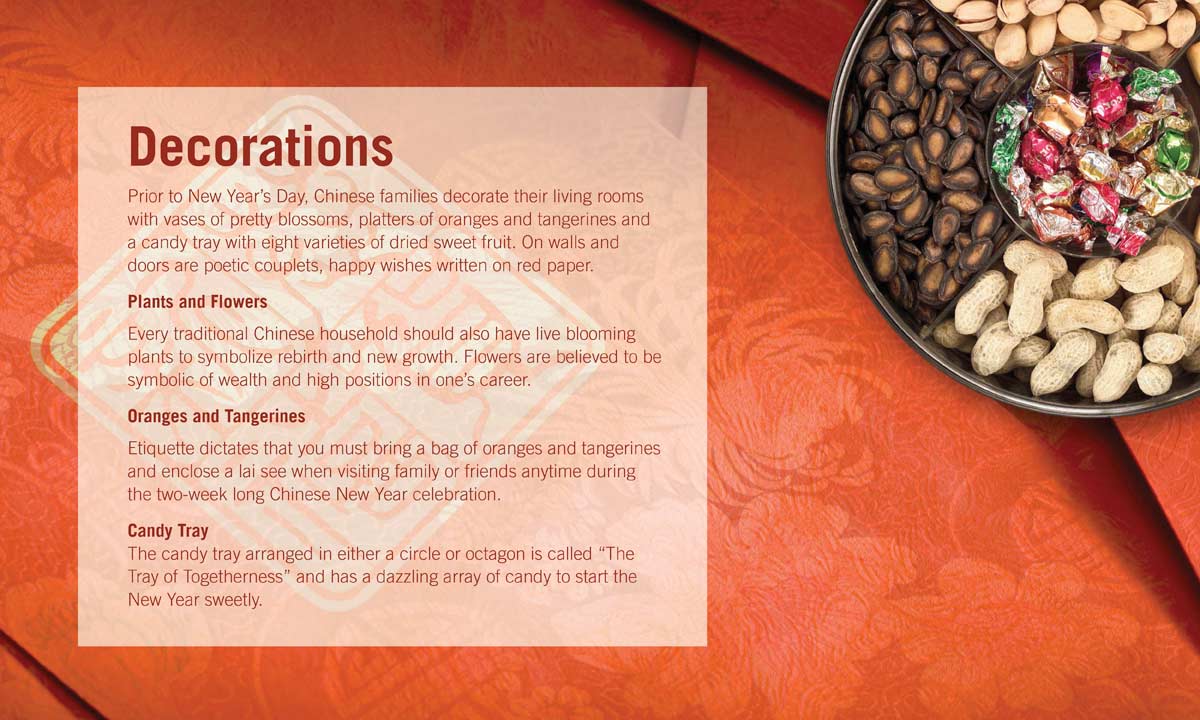 Decorations
Prior to New Year’s Day, Chinese families decorate their living rooms
with vases of pretty blossoms, platters of oranges and tangerines and
a candy tray with eight varieties of dried sweet fruit. On walls and
doors are poetic couplets, happy wishes written on red paper.
Plants and Flowers
Every traditional Chinese household should also have live blooming
plants to symbolize rebirth and new growth. Flowers are believed to be
symbolic of wealth and high positions in one’s career.
Oranges and Tangerines
Etiquette dictates that you must bring a bag of oranges and tangerines
and enclose a lai see when visiting family or friends anytime during
the two-week long Chinese New Year celebration.
Candy Tray
The candy tray arranged in either a circle or octagon is called “The
Tray of Togetherness” and has a dazzling array of candy to start the
New Year sweetly.